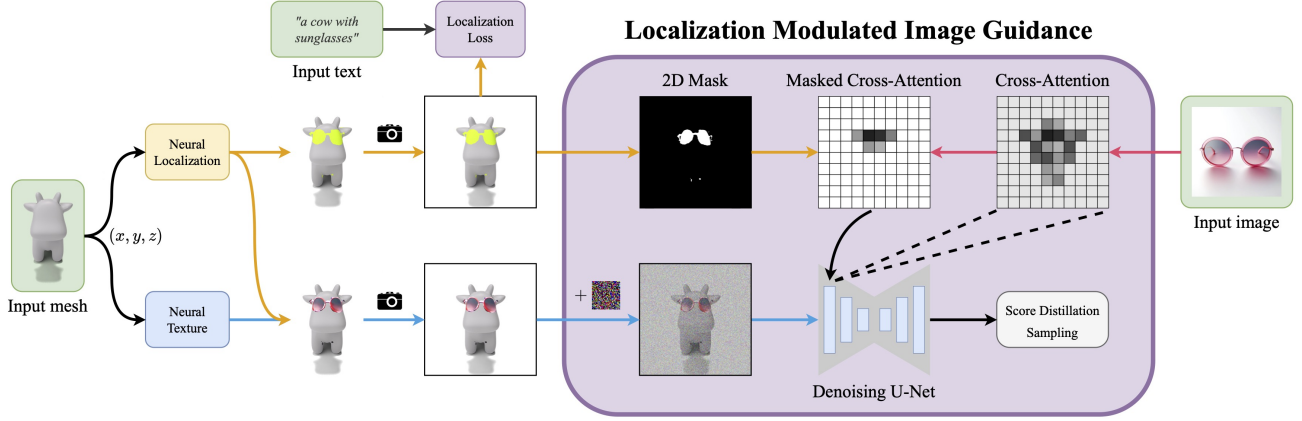 "a cow with
sunglasses"
Input text
Localization
Loss
Localization Modulated Image Guidance
2D Mask
Masked Cross-Attention
Cross-Attention
Neural
Localization
(x, y, z)
Input mesh
Neural
Texture
Input image
+
Score Distillation
Sampling
Denoising U-Net